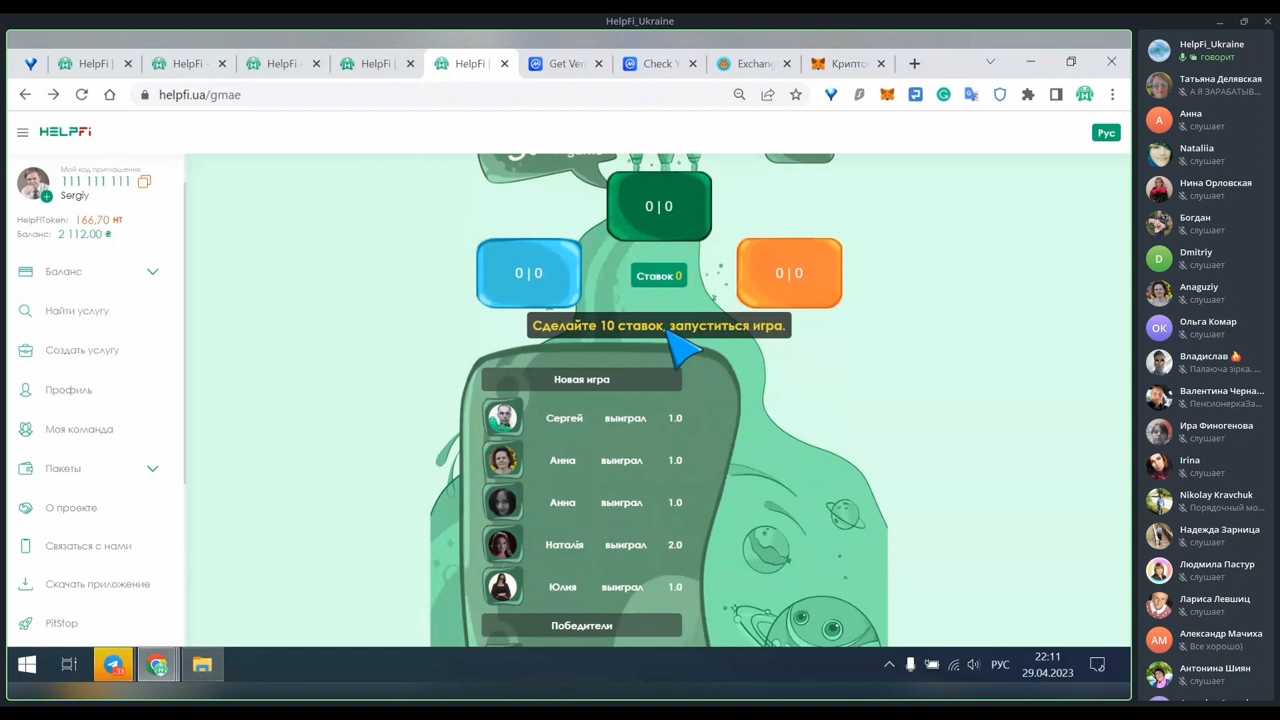 HelpFi_Ukraine
HelpFi |
HelpFi -
HelpFi -
HelpFi |
HelpFi |
Get Ver
Check Y
Exchang
Крипто
helpfi.ua/gmae
HELPFi
Рус
Мой код приглашения:
111 111 111
Sergiy
HelpFiToken: 166,70 HT
Баланс: 2 112,00 ₴
Баланс
Найти услугу
Создать услугу
Профиль
Моя команда
Пакеты
О проекте
Связаться с нами
Скачать приложение
PitStop
0 | 0
0 | 0
Ставок 0
0 | 0
Сделайте 10 ставок, запуститься игра.
Новая игра
Сергей выиграл 1.0
Анна выиграл 1.0
Анна выиграл 1.0
Наталія выиграл 2.0
Юлия выиграл 1.0
Победители
РУС
22:11
29.04.2023
HelpFi_Ukraine
говорит
Татьяна Делявская
А Я ЗАРАБАТЫВ...
Анна
слушает
Nataliia
слушает
Нина Орловская
слушает
Богдан
слушает
Dmitriy
слушает
Anaguziy
слушает
Ольга Комар
слушает
Владислав 🔥
Палаюча зірка. ...
Валентина Черна...
ПенсионеркаЗа...
Ира Финогенова
слушает
Irina
слушает
Nikolay Kravchuk
Порядочный мо...
Надежда Зарница
слушает
Людмила Пастур
слушает
Лариса Левшиц
слушает
Александр Мачиха
Все хорошо)
Антонина Шиян
слушает
A
A
D
ОК
АМ